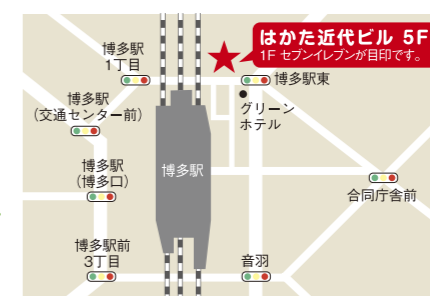 はかた近代ビル 5F
1F セブンイレブンが目印です。
博多駅
1丁目
博多駅東
博多駅
(交通センター前)
グリーン
ホテル
博多駅
(博多口)
博多駅
合同庁舎前
博多駅前
3丁目
音羽